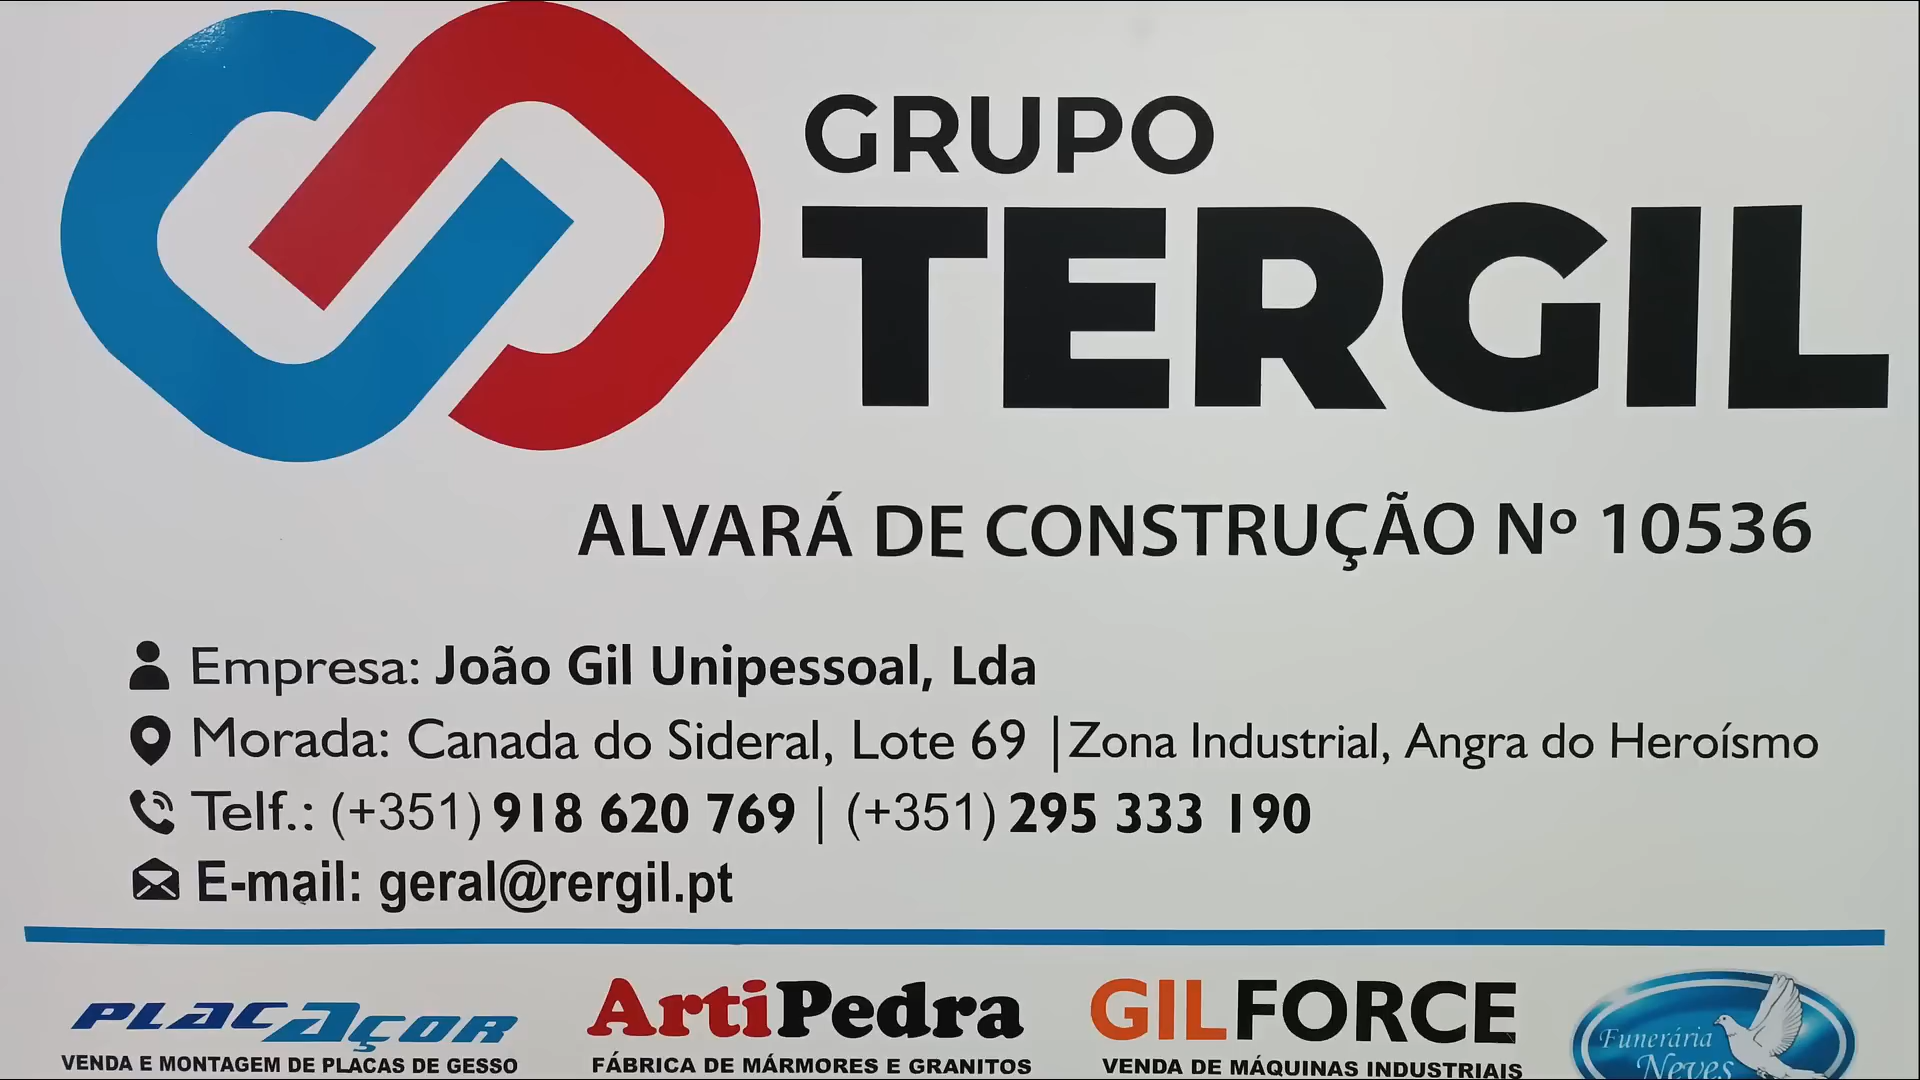 GRUPO
TERGIL
ALVARÁ DE CONSTRUÇÃO Nº 10536
Empresa: João Gil Unipessoal, Lda
Morada: Canada do Sideral, Lote 69 | Zona Industrial, Angra do Heroísmo
Telf.: (+351) 918 620 769 | (+351) 295 333 190
E-mail: geral@rergil.pt
PLACAÇOR
VENDA E MONTAGEM DE PLACAS DE GESSO
ArtiPedra
FÁBRICA DE MÁRMORES E GRANITOS
GILFORCE
VENDA DE MÁQUINAS INDUSTRIAIS
Funerária
Neves